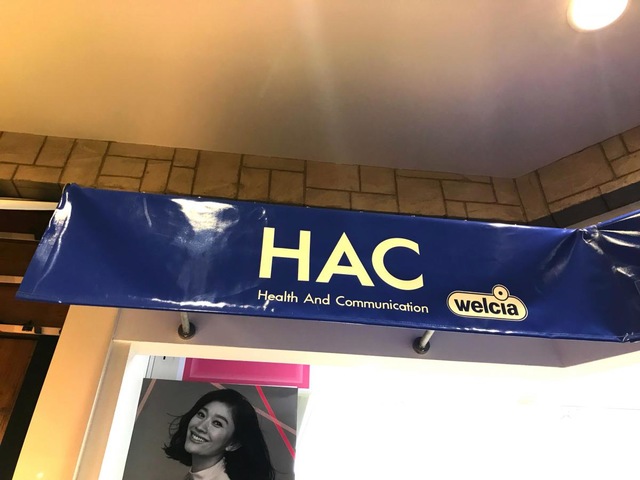 HAC
Health And Communication
welcia